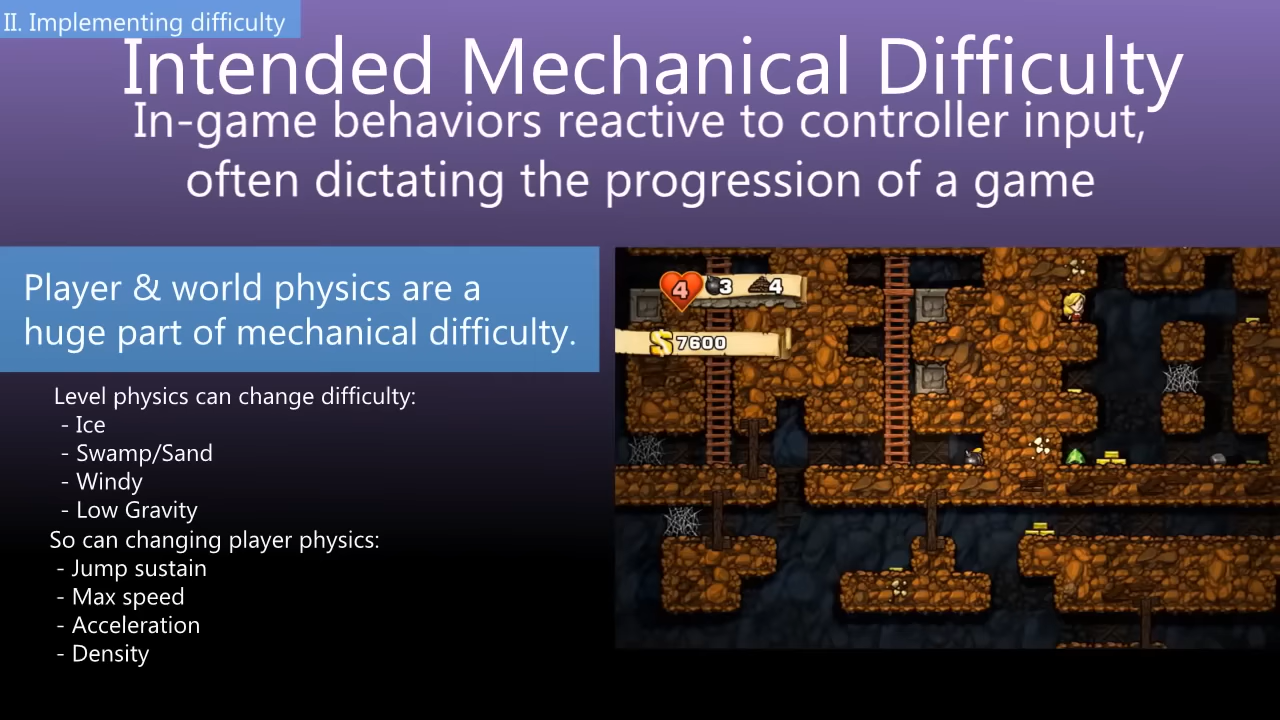 II. Implementing difficulty
Intended Mechanical Difficulty
In-game behaviors reactive to controller input,
often dictating the progression of a game
Player & world physics are a
huge part of mechanical difficulty.
Level physics can change difficulty:
- Ice
- Swamp/Sand
- Windy
- Low Gravity
So can changing player physics:
- Jump sustain
- Max speed
- Acceleration
- Density
4 3 4
$ 7600